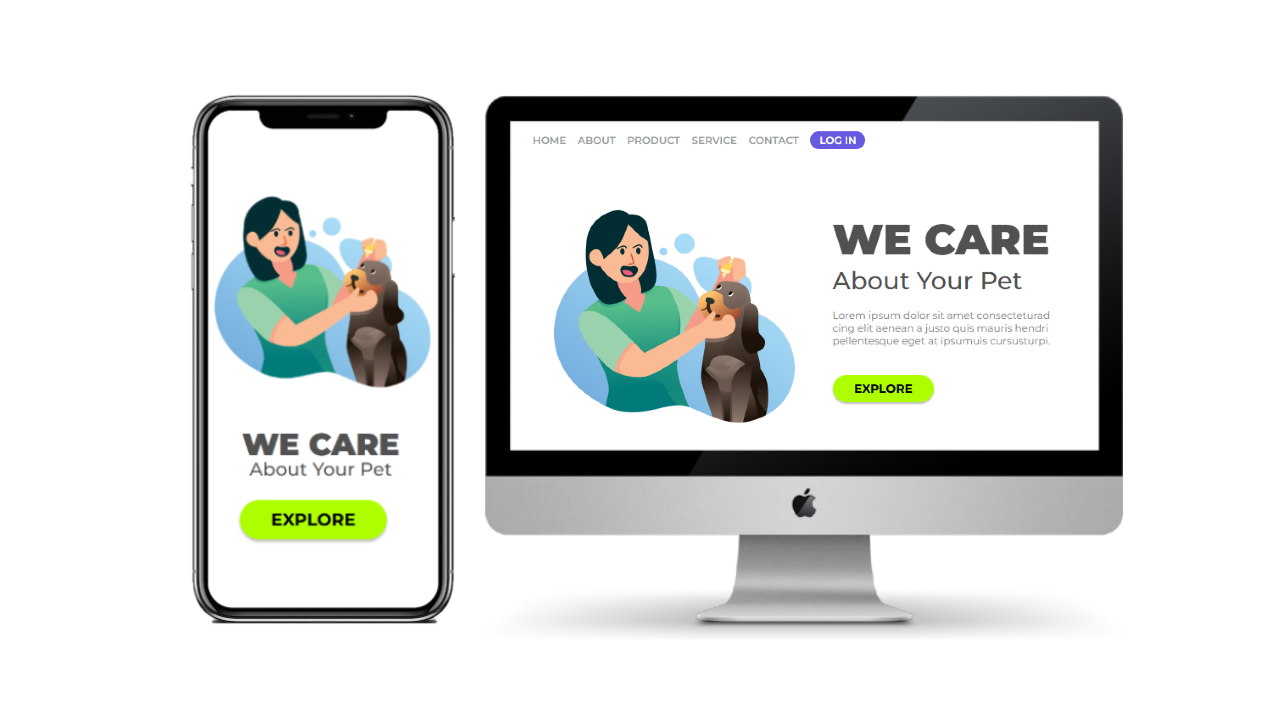 WE CARE
About Your Pet
EXPLORE
HOME ABOUT PRODUCT SERVICE CONTACT LOG IN
WE CARE
About Your Pet
Lorem ipsum dolor sit amet consecteturad
cing elit aenean a justo quis mauris hendri
pellentesque eget at ipsumuis cursusturpi.
EXPLORE